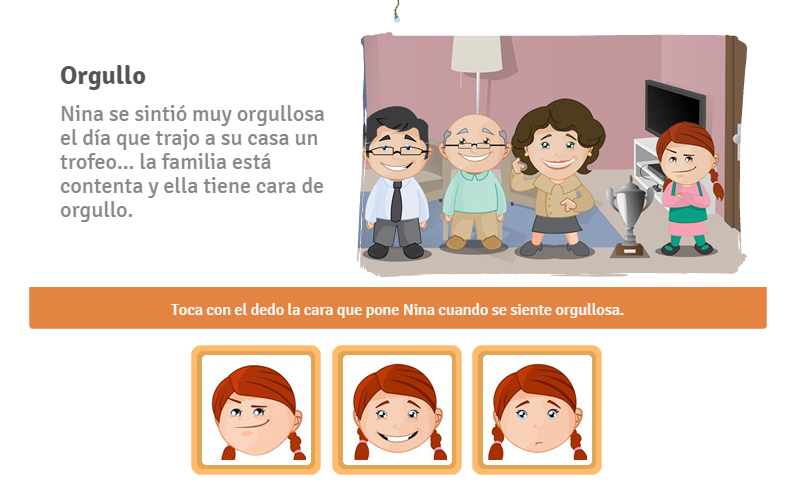 Orgullo
Nina se sintió muy orgullosa
el día que trajo a su casa un
trofeo... la familia está
contenta y ella tiene cara de
orgullo.
Toca con el dedo la cara que pone Nina cuando se siente orgullosa.